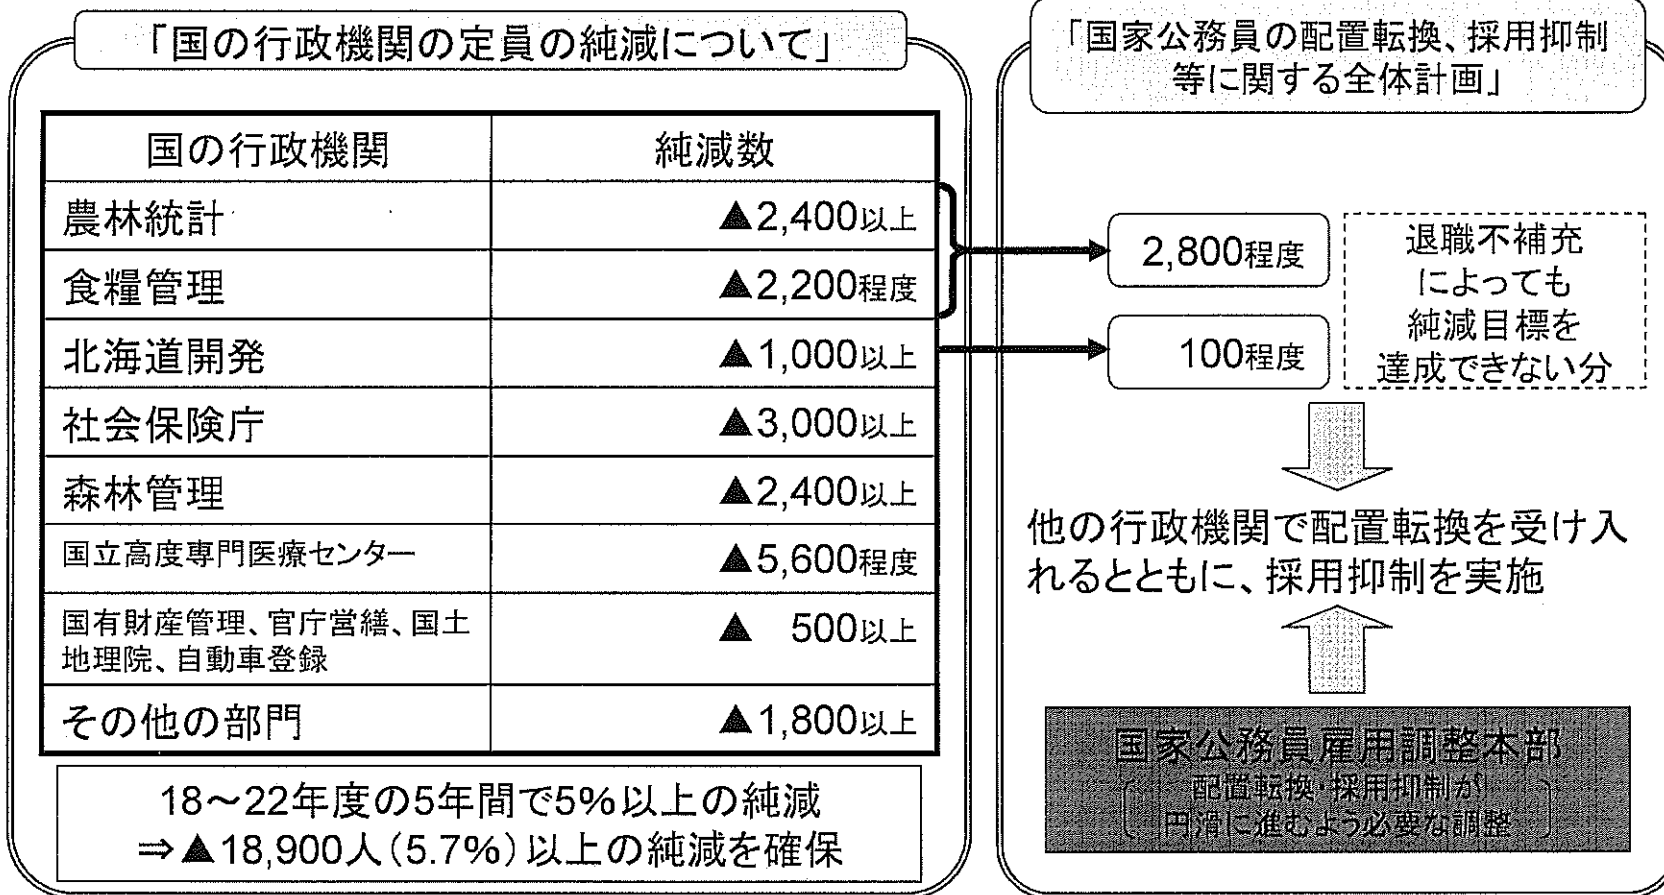 「国の行政機関の定員の純減について」
国の行政機関 純減数
農林統計 ▲2,400以上
食糧管理 ▲2,200程度
北海道開発 ▲1,000以上
社会保険庁 ▲3,000以上
森林管理 ▲2,400以上
国立高度専門医療センター ▲5,600程度
国有財産管理、官庁営繕、国土
地理院、自動車登録 ▲ 500以上
その他の部門 ▲1,800以上
18～22年度の5年間で5%以上の純減
⇒▲18,900人(5.7%)以上の純減を確保
「国家公務員の配置転換、採用抑制
等に関する全体計画」
2,800程度
100程度
退職不補充
によっても
純減目標を
達成できない分
他の行政機関で配置転換を受け入
れるとともに、採用抑制を実施
国家公務員雇用調整本部
配置転換・採用抑制が
円滑に進むよう必要な調整